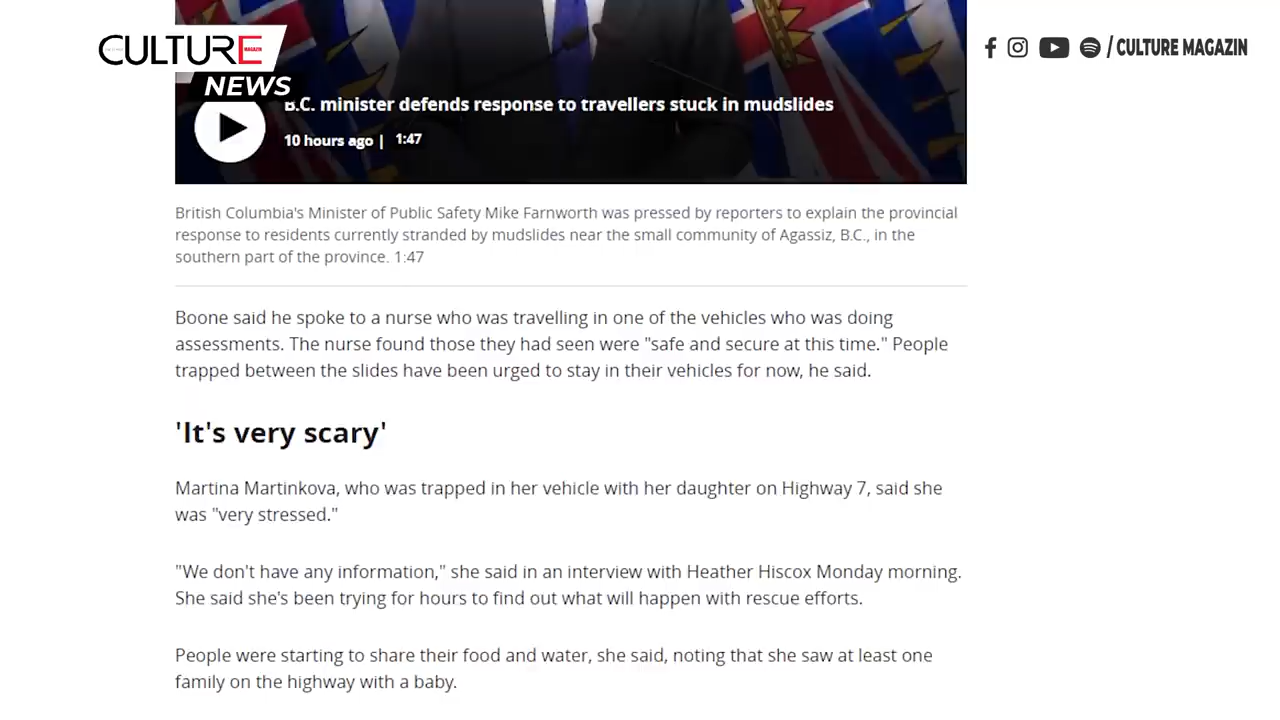 CULTURE MAGAZIN
NEWS
/ CULTURE MAGAZIN
B.C. minister defends response to travellers stuck in mudslides
10 hours ago | 1:47
British Columbia's Minister of Public Safety Mike Farnworth was pressed by reporters to explain the provincial
response to residents currently stranded by mudslides near the small community of Agassiz, B.C., in the
southern part of the province. 1:47
Boone said he spoke to a nurse who was travelling in one of the vehicles who was doing
assessments. The nurse found those they had seen were "safe and secure at this time." People
trapped between the slides have been urged to stay in their vehicles for now, he said.
'It's very scary'
Martina Martinkova, who was trapped in her vehicle with her daughter on Highway 7, said she
was "very stressed."
"We don't have any information," she said in an interview with Heather Hiscox Monday morning.
She said she's been trying for hours to find out what will happen with rescue efforts.
People were starting to share their food and water, she said, noting that she saw at least one
family on the highway with a baby.